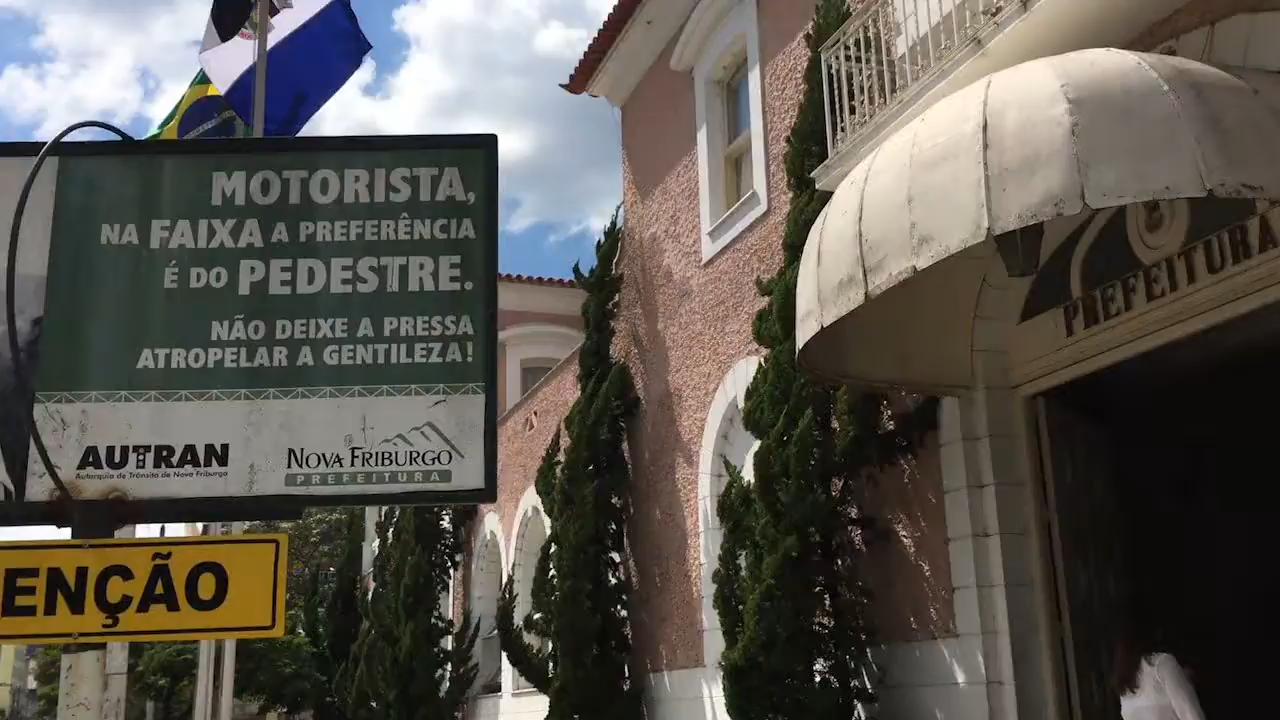 MOTORISTA,
NA FAIXA A PREFERÊNCIA
É DO PEDESTRE.
NÃO DEIXE A PRESSA
ATROPELAR A GENTILEZA!
AUTRAN
Autarquia de Trânsito de Nova Friburgo
NOVA FRIBURGO
PREFEITURA
ENÇÃO
PREFEITURA